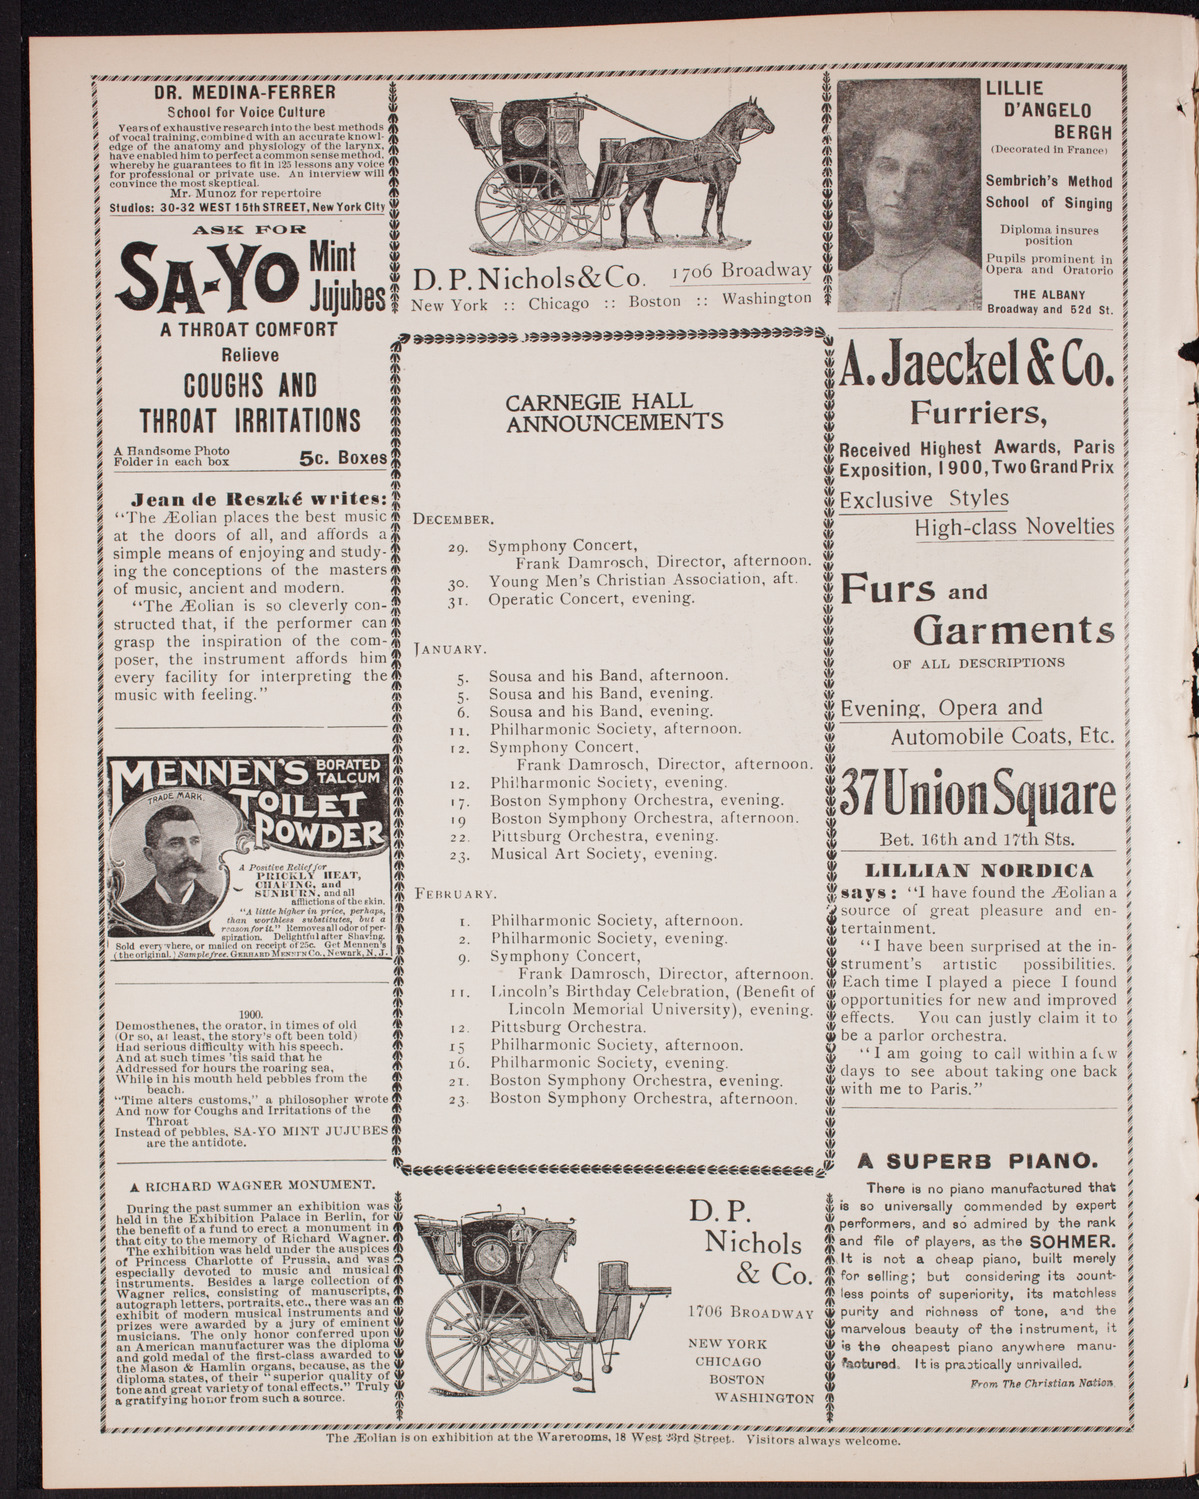 DR. MEDINA-FERRER
School for Voice Culture
Years of exhaustive research into the best methods
of vocal training, combined with an accurate knowl-
edge of the anatomy and physiology of the larynx,
have enabled him to perfect a common sense method,
whereby he guarantees to fit in 125 lessons any voice
for professional or private use. An interview will
convince the most skeptical.
Mr. Munoz for repertoire
Studios: 30-32 WEST 15th STREET, New York City
ASK FOR
SA-YO Mint
Jujubes
A THROAT COMFORT
Relieve
COUGHS AND
THROAT IRRITATIONS
A Handsome Photo
Folder in each box 5c. Boxes
Jean de Reszké writes:
"The Æolian places the best music
at the doors of all, and affords a
simple means of enjoying and study-
ing the conceptions of the masters
of music, ancient and modern.
"The Æolian is so cleverly con-
structed that, if the performer can
grasp the inspiration of the com-
poser, the instrument affords him
every facility for interpreting the
music with feeling."
MENNEN'S BORATED
TALCUM
TOILET
POWDER
TRADE MARK
A Positive Relief for
PRICKLY HEAT,
CHAFING, and
SUNBURN, and all
afflictions of the skin.
"A little higher in price, perhaps,
than worthless substitutes, but a
reason for it." Removes all odor of per-
spiration. Delightful after Shaving.
Sold everywhere, or mailed on receipt of 25c. Get Mennen's
(the original.) Sample free. GERHARD MENNEN Co., Newark, N. J.
1900.
Demosthenes, the orator, in times of old
(Or so, at least, the story's oft been told)
Had serious difficulty with his speech.
And at such times 'tis said that he
Addressed for hours the roaring sea,
While in his mouth held pebbles from the
beach.
"Time alters customs," a philosopher wrote
And now for Coughs and Irritations of the
Throat
Instead of pebbles, SA-YO MINT JUJUBES
are the antidote.
A RICHARD WAGNER MONUMENT.
During the past summer an exhibition was
held in the Exhibition Palace in Berlin, for
the benefit of a fund to erect a monument in
that city to the memory of Richard Wagner.
The exhibition was held under the auspices
of Princess Charlotte of Prussia, and was
especially devoted to music and musical
instruments. Besides a large collection of
Wagner relics, consisting of manuscripts,
autograph letters, portraits, etc., there was an
exhibit of modern musical instruments and
prizes were awarded by a jury of eminent
musicians. The only honor conferred upon
an American manufacturer was the diploma
and gold medal of the first-class awarded to
the Mason & Hamlin organs, because, as the
diploma states, of their "superior quality of
tone and great variety of tonal effects." Truly
a gratifying honor from such a source.
D. P. Nichols & Co. 1706 Broadway
New York :: Chicago :: Boston :: Washington
CARNEGIE HALL
ANNOUNCEMENTS
DECEMBER.
29. Symphony Concert,
Frank Damrosch, Director, afternoon.
30. Young Men's Christian Association, aft.
31. Operatic Concert, evening.
JANUARY.
5. Sousa and his Band, afternoon.
5. Sousa and his Band, evening.
6. Sousa and his Band, evening.
11. Philharmonic Society, afternoon.
12. Symphony Concert,
Frank Damrosch, Director, afternoon.
12. Philharmonic Society, evening.
17. Boston Symphony Orchestra, evening.
19 Boston Symphony Orchestra, afternoon.
22. Pittsburg Orchestra, evening.
23. Musical Art Society, evening.
FEBRUARY.
1. Philharmonic Society, afternoon.
2. Philharmonic Society, evening.
9. Symphony Concert,
Frank Damrosch, Director, afternoon.
11. Lincoln's Birthday Celebration, (Benefit of
Lincoln Memorial University), evening.
12. Pittsburg Orchestra.
15 Philharmonic Society, afternoon.
16. Philharmonic Society, evening.
21. Boston Symphony Orchestra, evening.
23. Boston Symphony Orchestra, afternoon.
D. P.
Nichols
& Co.
1706 BROADWAY
NEW YORK
CHICAGO
BOSTON
WASHINGTON
LILLIE
D'ANGELO
BERGH
(Decorated in France)
Sembrich's Method
School of Singing
Diploma insures
position
Pupils prominent in
Opera and Oratorio
THE ALBANY
Broadway and 52d St.
A. Jaeckel & Co.
Furriers,
Received Highest Awards, Paris
Exposition, 1900, Two Grand Prix
Exclusive Styles
High-class Novelties
Furs and
Garments
OF ALL DESCRIPTIONS
Evening, Opera and
Automobile Coats, Etc.
37 Union Square
Bet. 16th and 17th Sts.
LILLIAN NORDICA
says: "I have found the Æolian a
source of great pleasure and en-
tertainment.
"I have been surprised at the in-
strument's artistic possibilities.
Each time I played a piece I found
opportunities for new and improved
effects. You can justly claim it to
be a parlor orchestra.
"I am going to call within a few
days to see about taking one back
with me to Paris."
A SUPERB PIANO.
There is no piano manufactured that
is so universally commended by expert
performers, and so admired by the rank
and file of players, as the SOHMER.
It is not a cheap piano, built merely
for selling; but considering its count-
less points of superiority, its matchless
purity and richness of tone, and the
marvelous beauty of the instrument, it
is the cheapest piano anywhere manu-
factured. It is practically unrivalled.
From The Christian Nation.
The Æolian is on exhibition at the Warerooms, 18 West 23rd Street. Visitors always welcome.